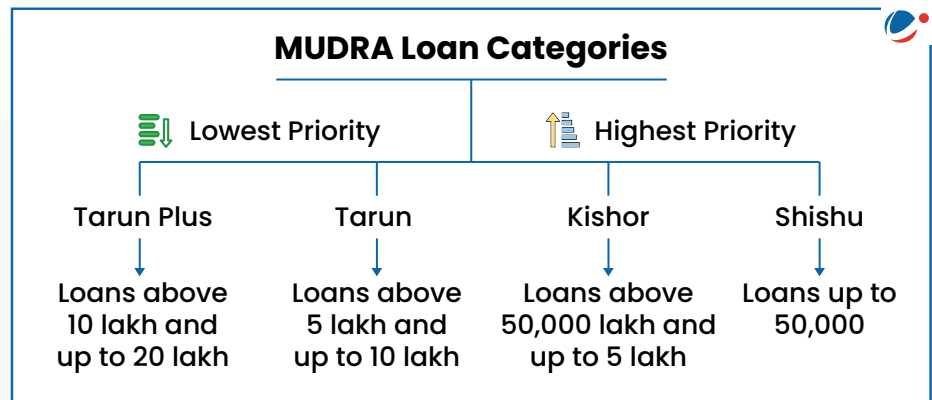 MUDRA Loan Categories
Lowest Priority
Highest Priority
Tarun Plus
Loans above
10 lakh and
up to 20 lakh
Tarun
Loans above
5 lakh and
up to 10 lakh
Kishor
Loans above
50,000 lakh and
up to 5 lakh
Shishu
Loans up to
50,000